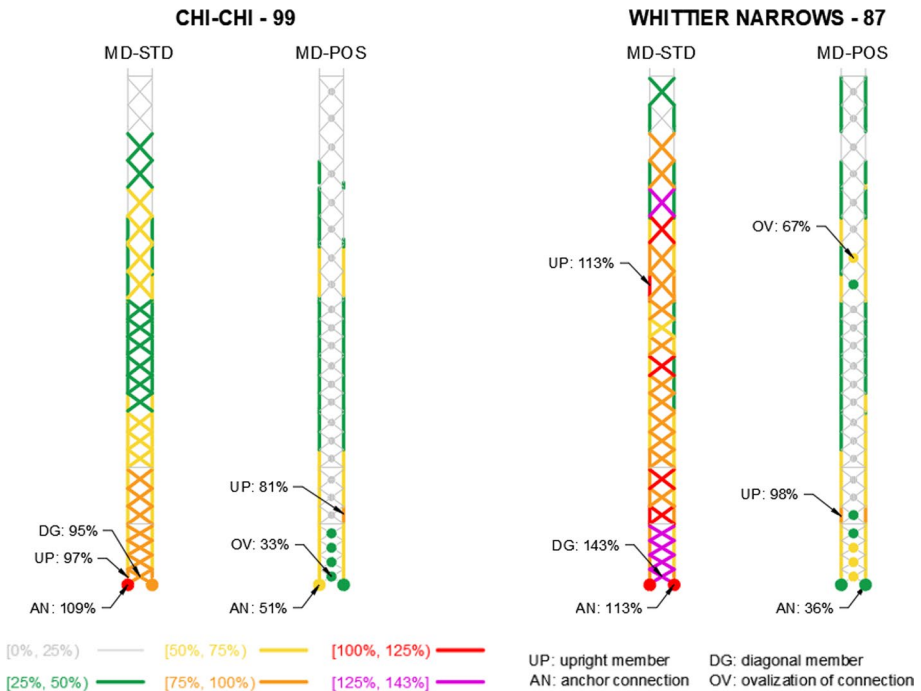 CHI-CHI - 99
WHITTIER NARROWS - 87
MD-STD
MD-POS
MD-STD
MD-POS
OV: 67%
UP: 113%
UP: 81%
UP: 98%
DG: 95%
OV: 33%
DG: 143%
UP: 97%
AN: 109%
AN: 51%
AN: 113%
AN: 36%
[0%, 25%)
[50%, 75%)
[100%, 125%)
UP: upright member
DG: diagonal member
[25%, 50%)
[75%, 100%)
[125%, 143%]
AN: anchor connection
OV: ovalization of connection